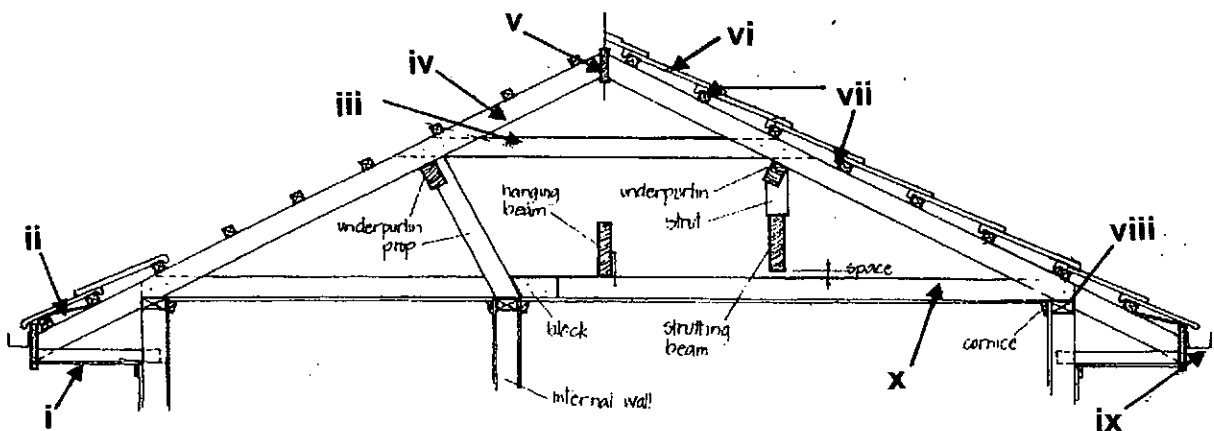 v
vi
iv
iii
vii
hanging
beam
underpurlin
strut
underpurlin
prop
ii
viii
space
block
strutting
beam
cornice
x
i
internal wall
ix